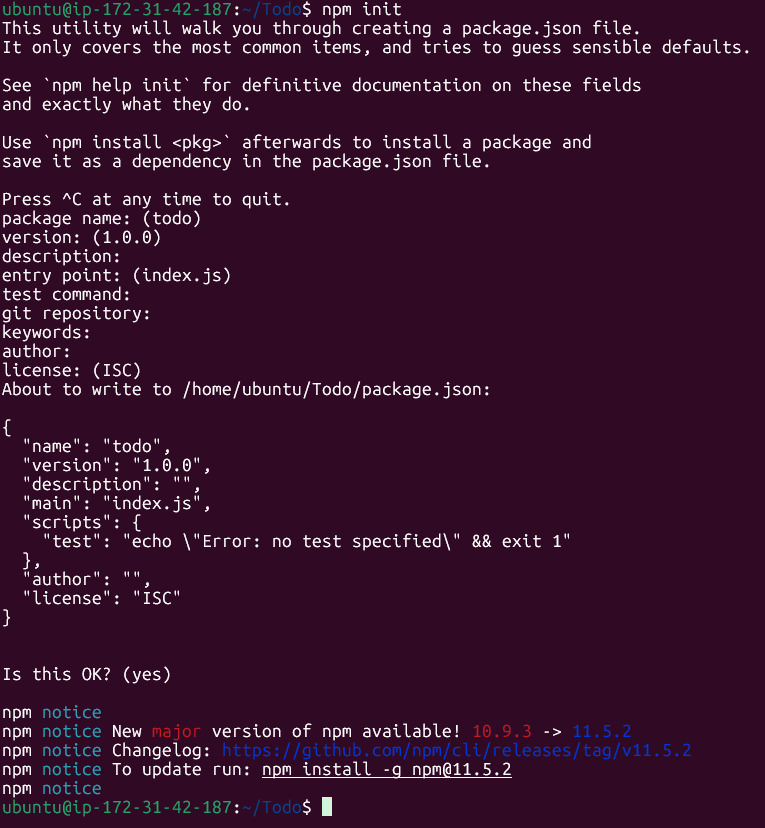 ubuntu@ip-172-31-42-187:~/Todo$ npm init
This utility will walk you through creating a package.json file.
It only covers the most common items, and tries to guess sensible defaults.
See `npm help init` for definitive documentation on these fields
and exactly what they do.
Use `npm install <pkg>` afterwards to install a package and
save it as a dependency in the package.json file.
Press ^C at any time to quit.
package name: (todo)
version: (1.0.0)
description:
entry point: (index.js)
test command:
git repository:
keywords:
author:
license: (ISC)
About to write to /home/ubuntu/Todo/package.json:
{
  "name": "todo",
  "version": "1.0.0",
  "description": "",
  "main": "index.js",
  "scripts": {
    "test": "echo \"Error: no test specified\" && exit 1"
  },
  "author": "",
  "license": "ISC"
}
Is this OK? (yes)
npm notice
npm notice New major version of npm available! 10.9.3 -> 11.5.2
npm notice Changelog: https://github.com/npm/cli/releases/tag/v11.5.2
npm notice To update run: npm install -g npm@11.5.2
npm notice
ubuntu@ip-172-31-42-187:~/Todo$